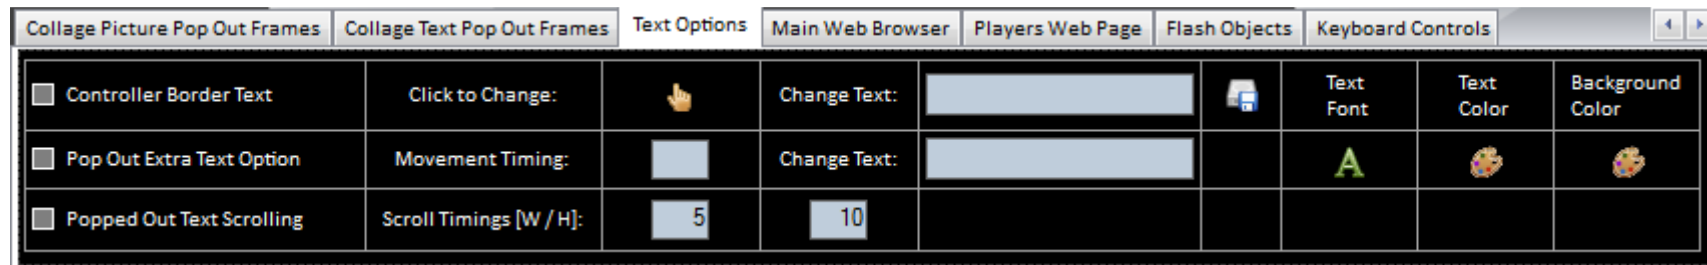 Collage Picture Pop Out Frames Collage Text Pop Out Frames Text Options Main Web Browser Players Web Page Flash Objects Keyboard Controls
Controller Border Text Click to Change: Change Text: Text Font Text Color Background Color
Pop Out Extra Text Option Movement Timing: Change Text: A
Popped Out Text Scrolling Scroll Timings [W / H]: 5 10